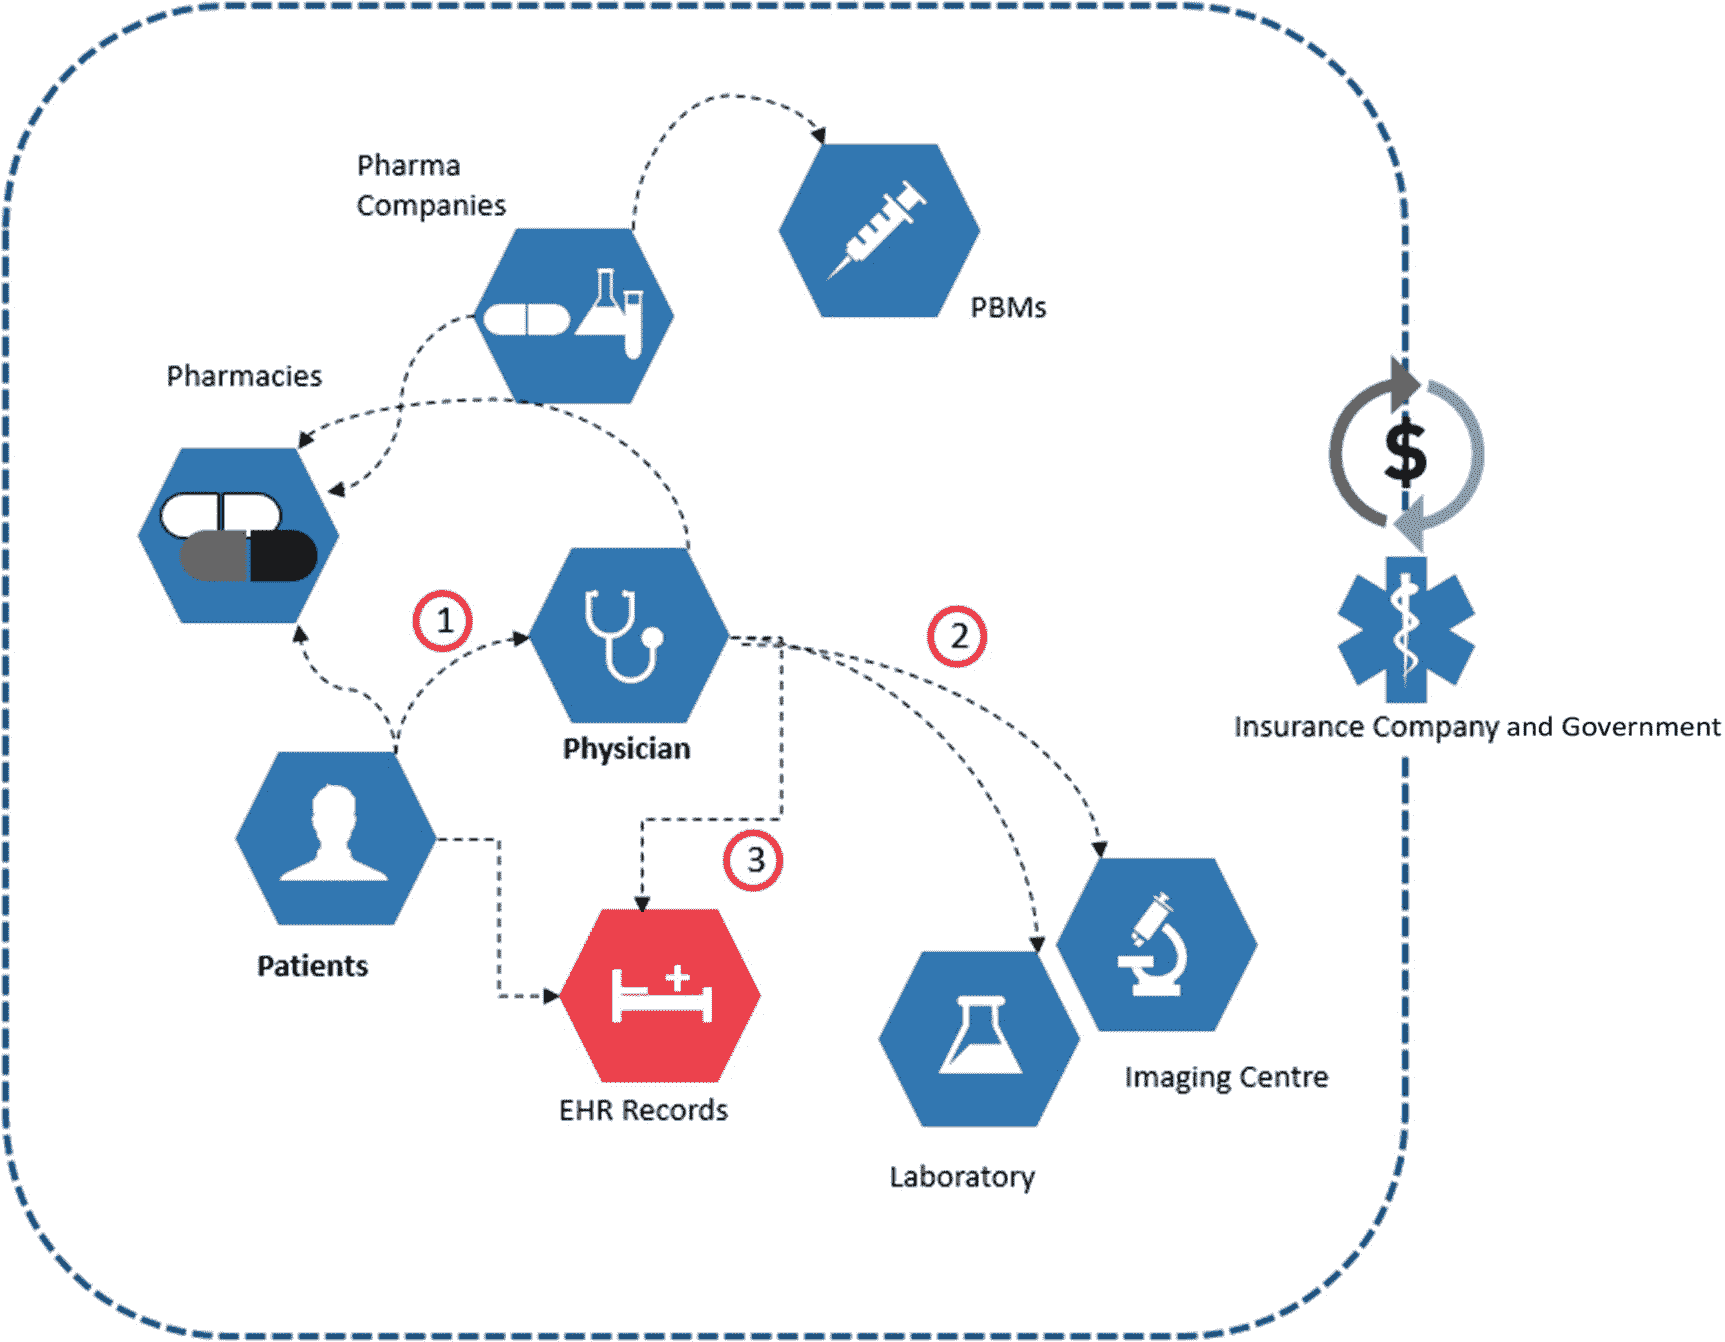 Pharma
Companies
PBMs
Pharmacies
$
1
2
Insurance Company and Government
Physician
3
Patients
EHR Records
Imaging Centre
Laboratory